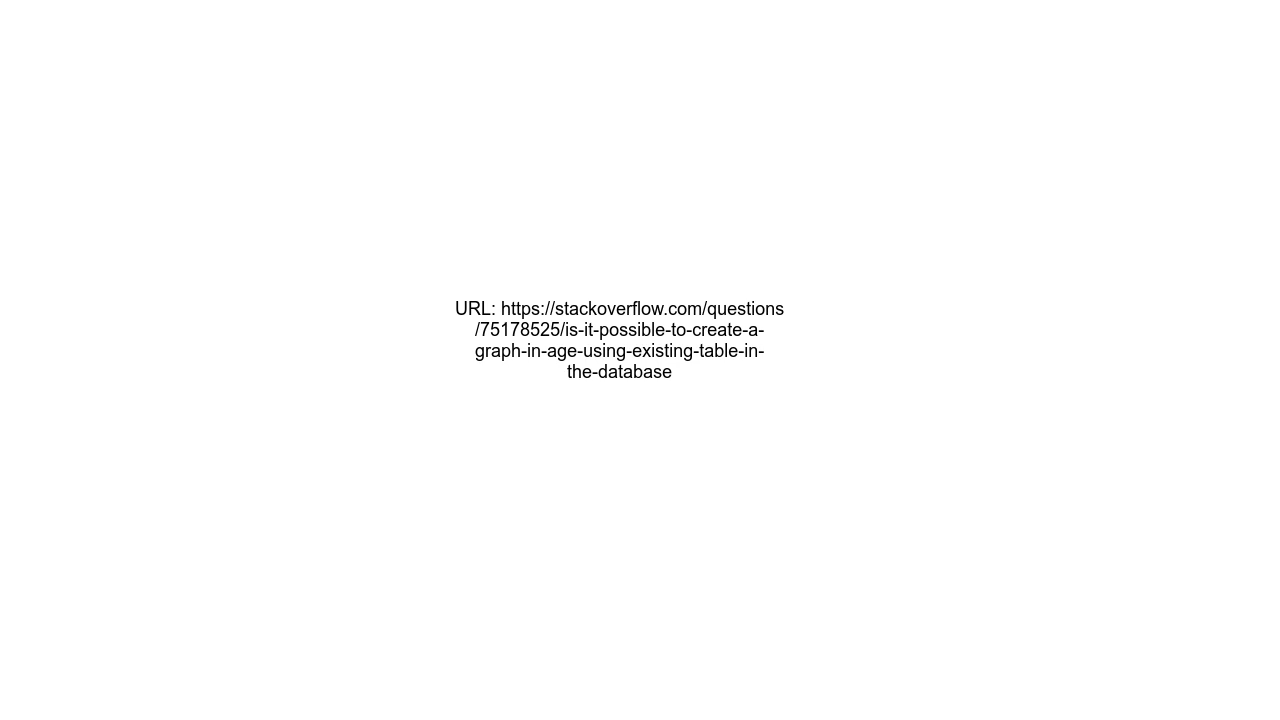 URL: https://stackoverflow.com/questions
/75178525/is-it-possible-to-create-a-
graph-in-age-using-existing-table-in-
the-database